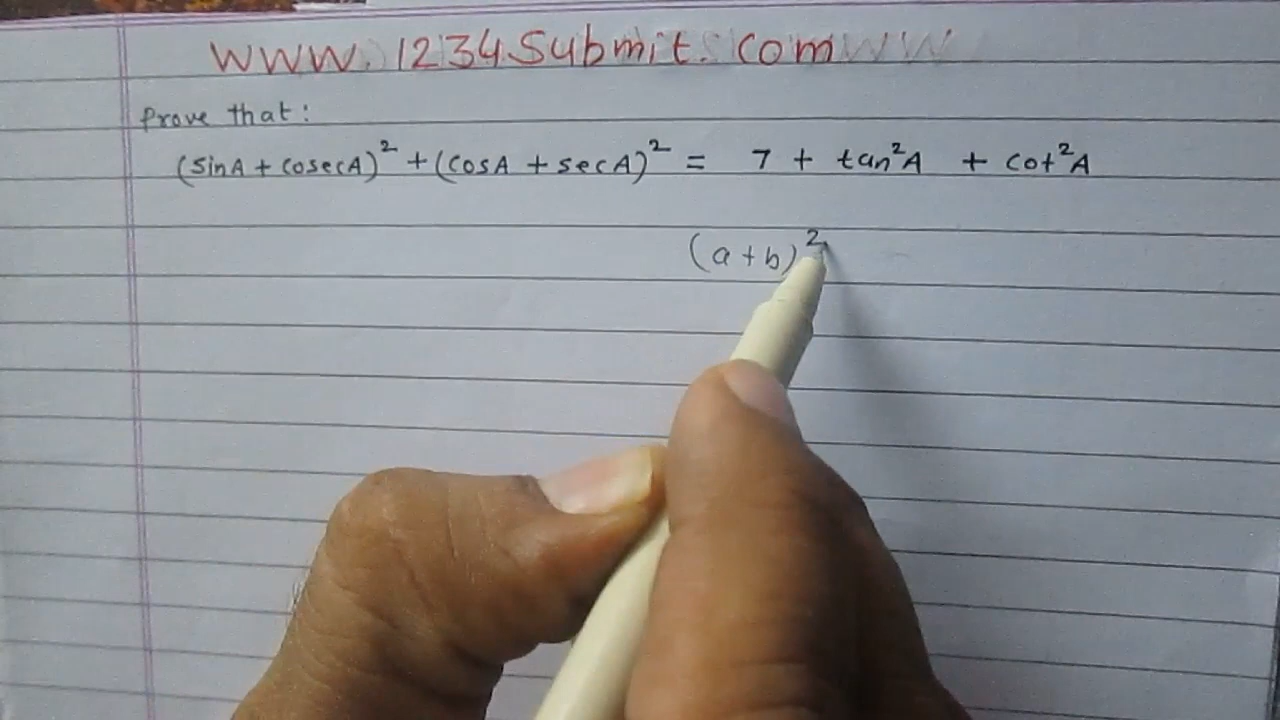 www.1234Submit.com
Prove that:
(sinA + cosecA)² + (cosA + secA)² = 7 + tan²A + cot²A
(a + b)²